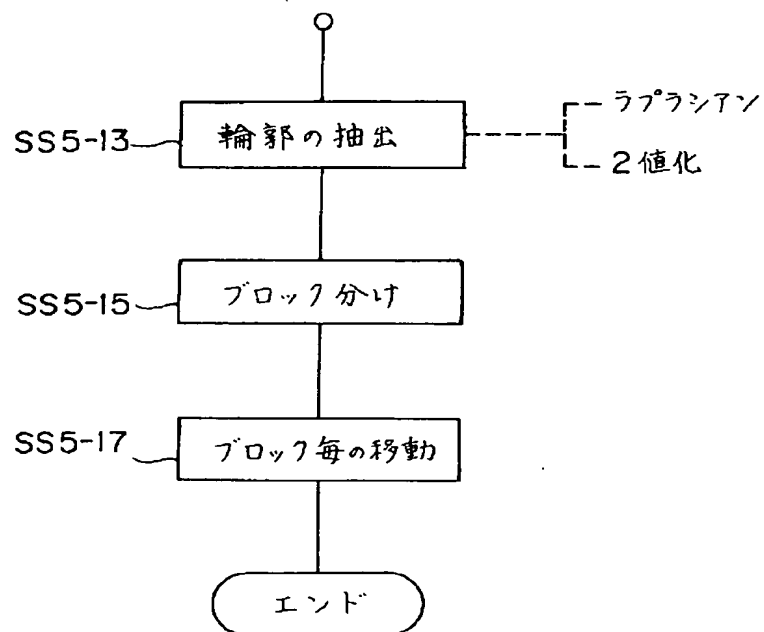 SS5-13
輪郭の抽出
ラプラシアン
2値化
SS5-15
ブロック分け
SS5-17
ブロック毎の移動
エンド